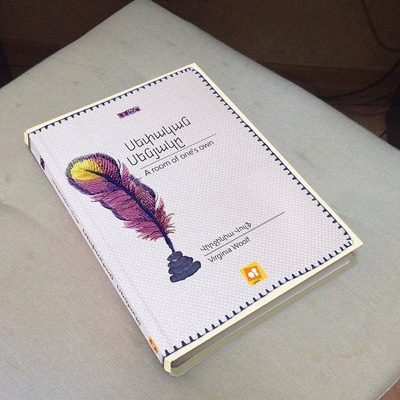 Սեփական
սենյակը
A room of one's own
Վիրջինիա Վուլֆ
Virginia Woolf